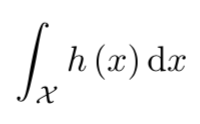 ∫_𝒳 h (x) dx